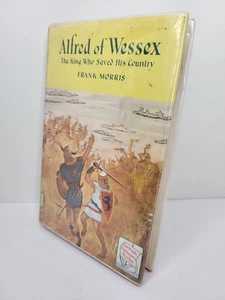 Alfred of Wessex
The King Who Saved His Country
FRANK MORRIS